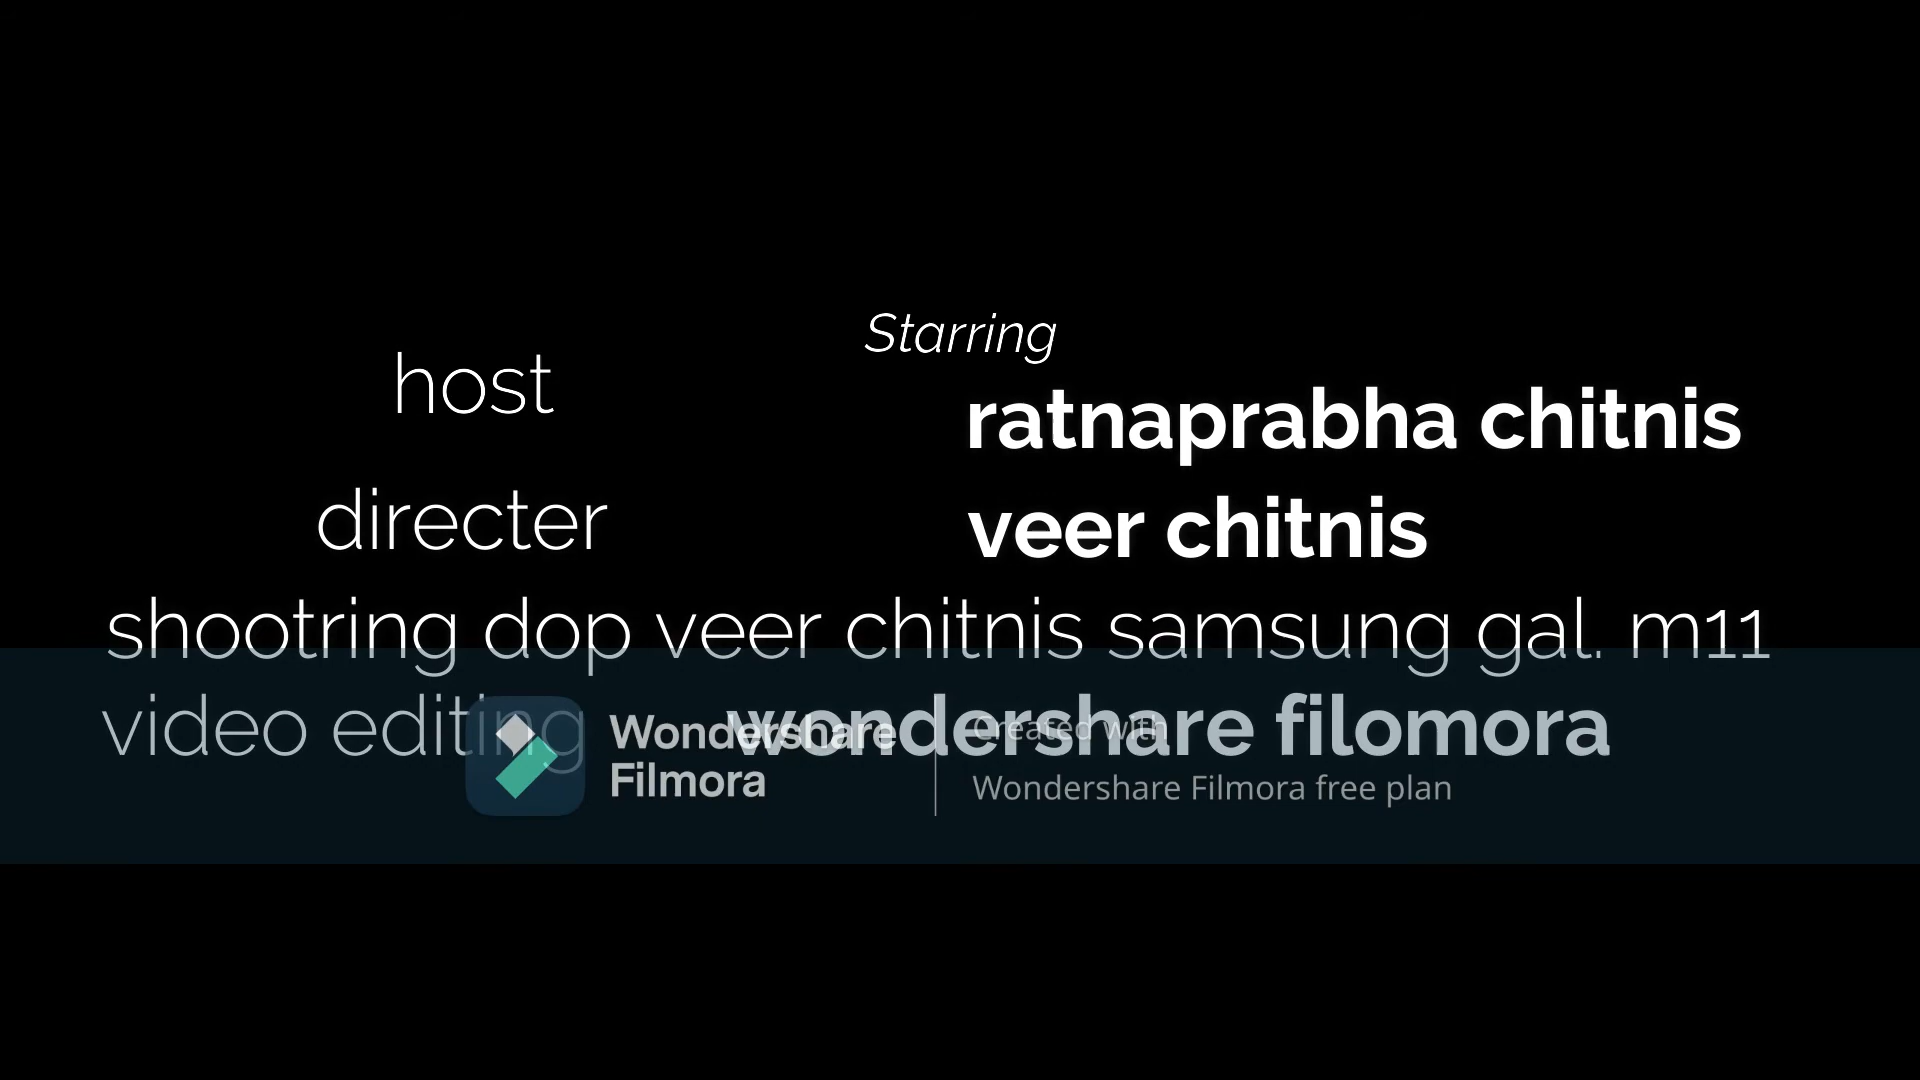 Starring
host
ratnaprabha chitnis
directer
veer chitnis
shootring dop veer chitnis samsung gal. m11
video editing wondershare filomora
Wondershare
Filmora
Created with
Wondershare Filmora free plan